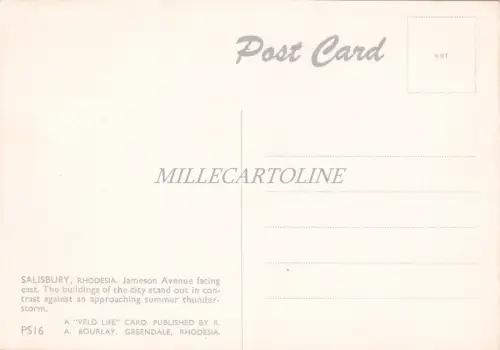 Post Card
ART
MILLECARTOLINE
SALISBURY, RHODESIA. Jameson Avenue facing
east. The buildings of the city stand out in con-
trast against an approaching summer thunder-
storm.
PS16
A "VELD LIFE" CARD. PUBLISHED BY R.
A. BOURLAY. GREENDALE, RHODESIA.